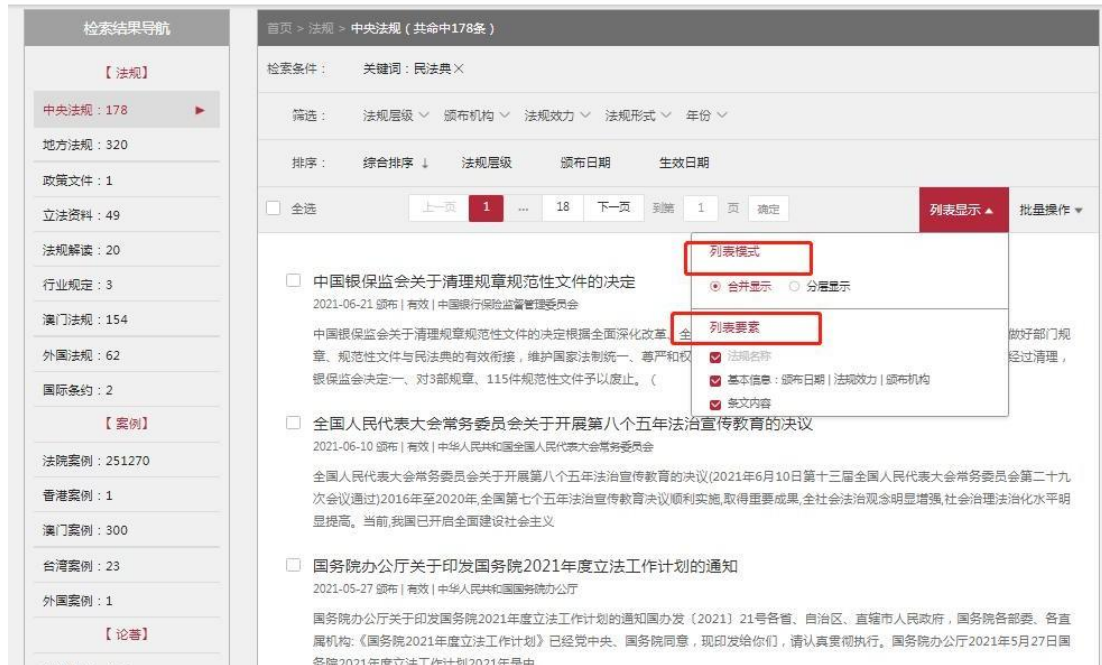 检索结果导航
【 法规】
中央法规：178
地方法规：320
政策文件：1
立法资料：49
法规解读：20
行业规定：3
澳门法规：154
外国法规：62
国际条约：2
【 案例】
法院案例：251270
香港案例：1
澳门案例：300
台湾案例：23
外国案例：1
【 论著】
首页 > 法规 > 中央法规 ( 共命中178条 )
检索条件： 关键词：民法典×
筛选： 法规层级 颁布机构 法规效力 法规形式 年份
排序： 综合排序 ↓ 法规层级 颁布日期 生效日期
全选 上一页 1 ... 18 下一页 到第 1 页 确定 列表显示 ▲ 批量操作 ▼
列表模式
合并显示 分层显示
列表要素
法规名称
基本信息：颁布日期 | 法规效力 | 颁布机构
条文内容
中国银保监会关于清理规章规范性文件的决定
2021-06-21 颁布 | 有效 | 中国银行保险监督管理委员会
中国银保监会关于清理规章规范性文件的决定根据全面深化改革、全 做好部门规
章、规范性文件与民法典的有效衔接，维护国家法制统一、尊严和权 经过清理，
银保监会决定:一、对3部规章、115件规范性文件予以废止。 (
全国人民代表大会常务委员会关于开展第八个五年法治宣传教育的决议
2021-06-10 颁布 | 有效 | 中华人民共和国全国人民代表大会常务委员会
全国人民代表大会常务委员会关于开展第八个五年法治宣传教育的决议(2021年6月10日第十三届全国人民代表大会常务委员会第二十九
次会议通过)2016年至2020年,全国第七个五年法治宣传教育决议顺利实施,取得重要成果,全社会法治观念明显增强,社会治理法治化水平明
显提高。当前,我国已开启全面建设社会主义
国务院办公厅关于印发国务院2021年度立法工作计划的通知
2021-05-27 颁布 | 有效 | 中华人民共和国国务院办公厅
国务院办公厅关于印发国务院2021年度立法工作计划的通知国办发〔2021〕21号各省、自治区、直辖市人民政府，国务院各部委、各直
属机构:《国务院2021年度立法工作计划》已经党中央、国务院同意，现印发给你们，请认真贯彻执行。国务院办公厅2021年5月27日国
务院2021年度立法工作计划2021年是中